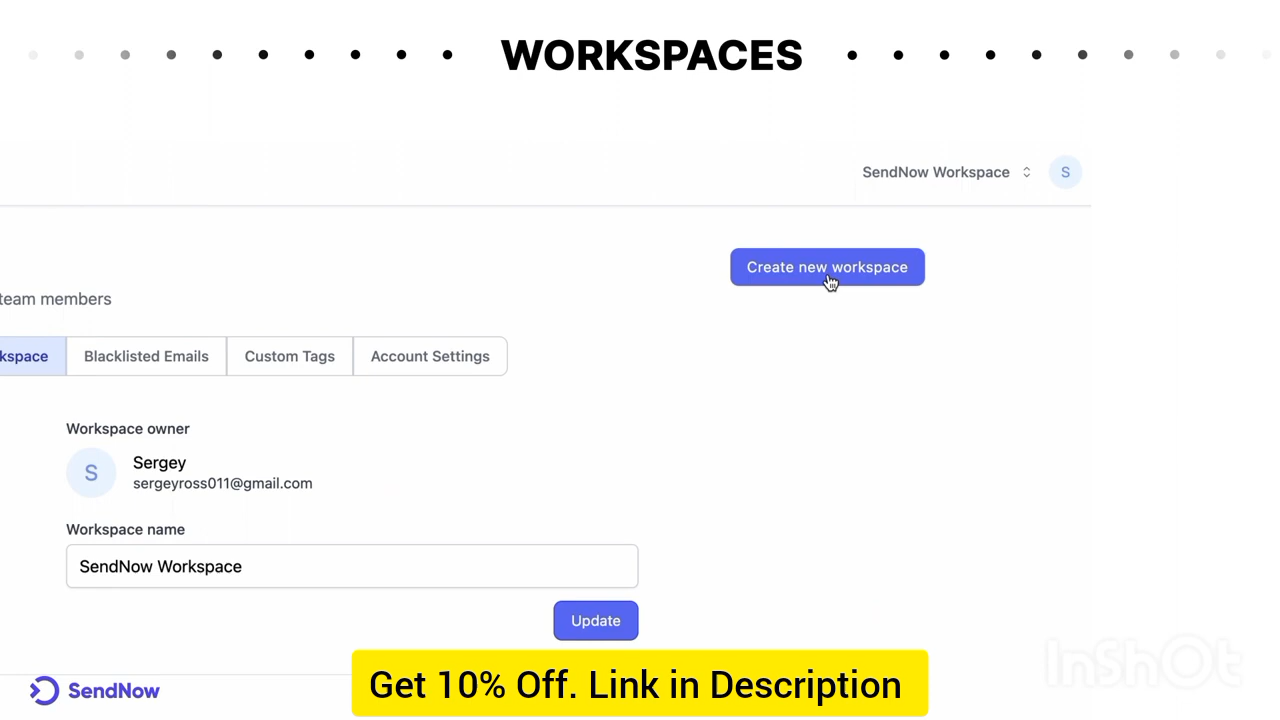 WORKSPACES
SendNow Workspace
S
Create new workspace
team members
kspace
Blacklisted Emails
Custom Tags
Account Settings
Workspace owner
S
Sergey
sergeyross011@gmail.com
Workspace name
SendNow Workspace
Update
SendNow
Get 10% Off. Link in Description
InShOt